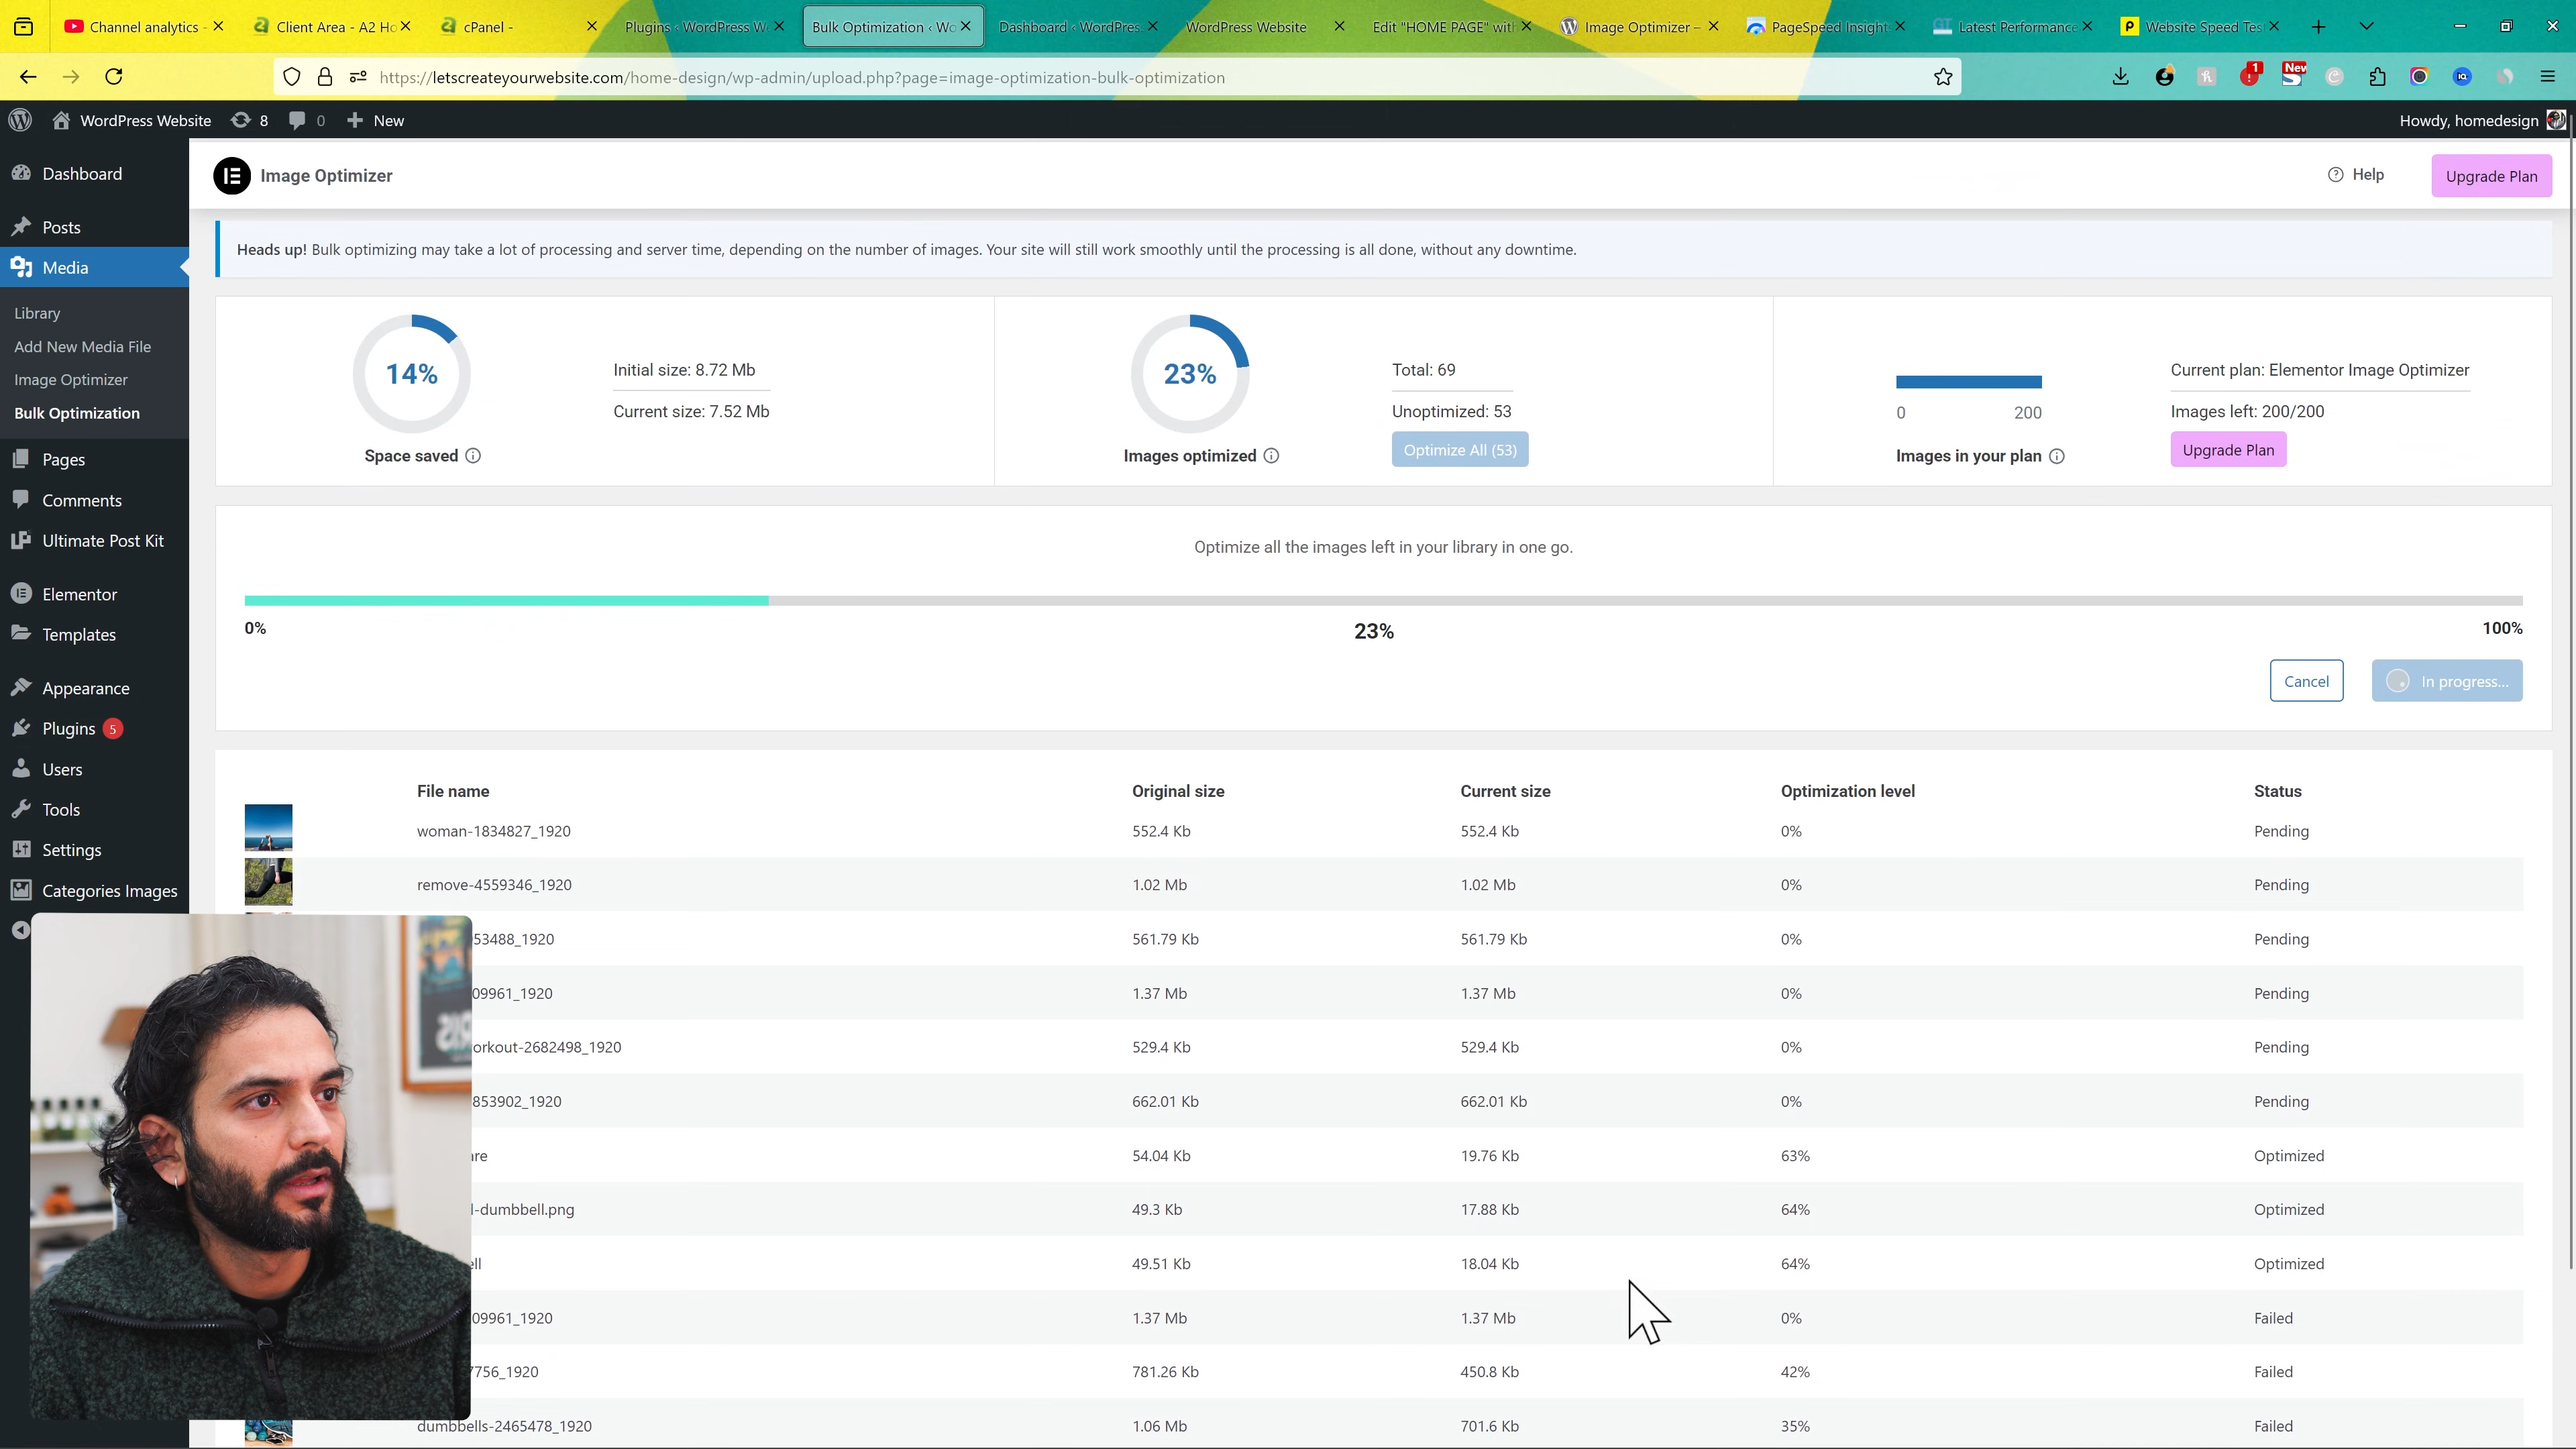 Channel analytics -
Client Area - A2 Ho
cPanel -
Plugins ‹ WordPress W
Bulk Optimization ‹ Wo
Dashboard ‹ WordPres
WordPress Website
Edit "HOME PAGE" with
Image Optimizer –
PageSpeed Insight
Latest Performance
Website Speed Tes
https://letscreateyourwebsite.com/home-design/wp-admin/upload.php?page=image-optimization-bulk-optimization
1
New
WordPress Website
8
0
New
Howdy, homedesign
Dashboard
Posts
Media
Library
Add New Media File
Image Optimizer
Bulk Optimization
Pages
Comments
Ultimate Post Kit
Elementor
Templates
Appearance
Plugins 5
Users
Tools
Settings
Categories Images
Image Optimizer
Help
Upgrade Plan
Heads up! Bulk optimizing may take a lot of processing and server time, depending on the number of images. Your site will still work smoothly until the processing is all done, without any downtime.
14%
Space saved
Initial size: 8.72 Mb
Current size: 7.52 Mb
23%
Images optimized
Total: 69
Unoptimized: 53
Optimize All (53)
0 200
Images in your plan
Current plan: Elementor Image Optimizer
Images left: 200/200
Upgrade Plan
Optimize all the images left in your library in one go.
0% 23% 100%
Cancel
In progress...
File name Original size Current size Optimization level Status
woman-1834827_1920 552.4 Kb 552.4 Kb 0% Pending
remove-4559346_1920 1.02 Mb 1.02 Mb 0% Pending
53488_1920 561.79 Kb 561.79 Kb 0% Pending
09961_1920 1.37 Mb 1.37 Mb 0% Pending
orkout-2682498_1920 529.4 Kb 529.4 Kb 0% Pending
853902_1920 662.01 Kb 662.01 Kb 0% Pending
are 54.04 Kb 19.76 Kb 63% Optimized
l-dumbbell.png 49.3 Kb 17.88 Kb 64% Optimized
ell 49.51 Kb 18.04 Kb 64% Optimized
09961_1920 1.37 Mb 1.37 Mb 0% Failed
7756_1920 781.26 Kb 450.8 Kb 42% Failed
dumbbells-2465478_1920 1.06 Mb 701.6 Kb 35% Failed